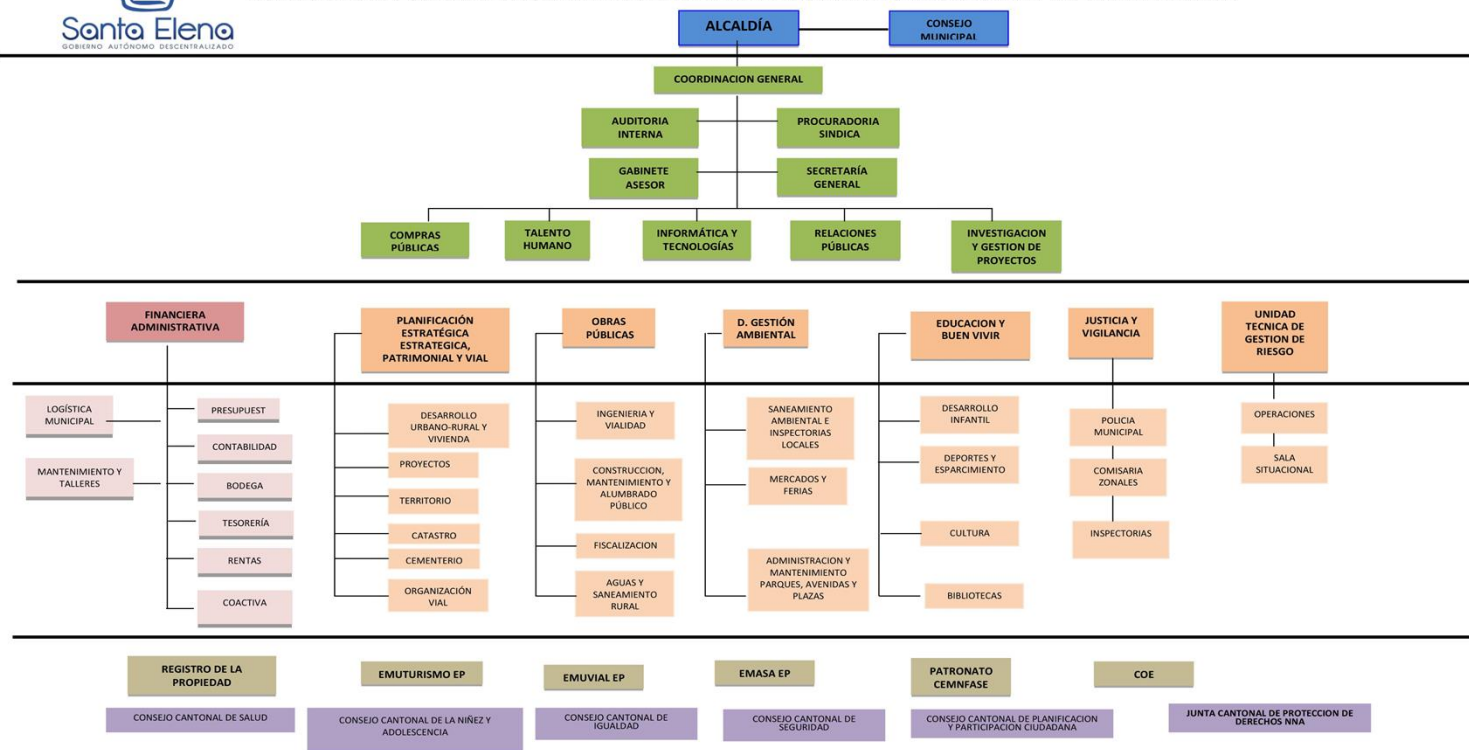 Santa Elena
GOBIERNO AUTÓNOMO DESCENTRALIZADO
ALCALDÍA
CONSEJO
MUNICIPAL
COORDINACION GENERAL
AUDITORIA
INTERNA
PROCURADORIA
SINDICA
GABINETE
ASESOR
SECRETARÍA
GENERAL
COMPRAS
PÚBLICAS
TALENTO
HUMANO
INFORMÁTICA Y
TECNOLOGÍAS
RELACIONES
PÚBLICAS
INVESTIGACION
Y GESTION DE
PROYECTOS
FINANCIERA
ADMINISTRATIVA
PLANIFICACIÓN
ESTRATÉGICA
ESTRATEGICA,
PATRIMONIAL Y VIAL
OBRAS
PÚBLICAS
D. GESTIÓN
AMBIENTAL
EDUCACION Y
BUEN VIVIR
JUSTICIA Y
VIGILANCIA
UNIDAD
TECNICA DE
GESTION DE
RIESGO
LOGÍSTICA
MUNICIPAL
MANTENIMIENTO Y
TALLERES
PRESUPUEST
CONTABILIDAD
BODEGA
TESORERÍA
RENTAS
COACTIVA
DESARROLLO
URBANO-RURAL Y
VIVIENDA
PROYECTOS
TERRITORIO
CATASTRO
CEMENTERIO
ORGANIZACIÓN
VIAL
INGENIERIA Y
VIALIDAD
CONSTRUCCION,
MANTENIMIENTO Y
ALUMBRADO
PÚBLICO
FISCALIZACION
AGUAS Y
SANEAMIENTO
RURAL
SANEAMIENTO
AMBIENTAL E
INSPECTORIAS
LOCALES
MERCADOS Y
FERIAS
ADMINISTRACION Y
MANTENIMIENTO
PARQUES, AVENIDAS Y
PLAZAS
DESARROLLO
INFANTIL
DEPORTES Y
ESPARCIMIENTO
CULTURA
BIBLIOTECAS
POLICIA
MUNICIPAL
COMISARIA
ZONALES
INSPECTORIAS
OPERACIONES
SALA
SITUACIONAL
REGISTRO DE LA
PROPIEDAD
EMUTURISMO EP
EMUVIAL EP
EMASA EP
PATRONATO
CEMNFASE
COE
CONSEJO CANTONAL DE SALUD
CONSEJO CANTONAL DE LA NIÑEZ Y
ADOLESCENCIA
CONSEJO CANTONAL DE
IGUALDAD
CONSEJO CANTONAL DE
SEGURIDAD
CONSEJO CANTONAL DE PLANIFICACION
Y PARTICIPACION CIUDADANA
JUNTA CANTONAL DE PROTECCION DE
DERECHOS NNA